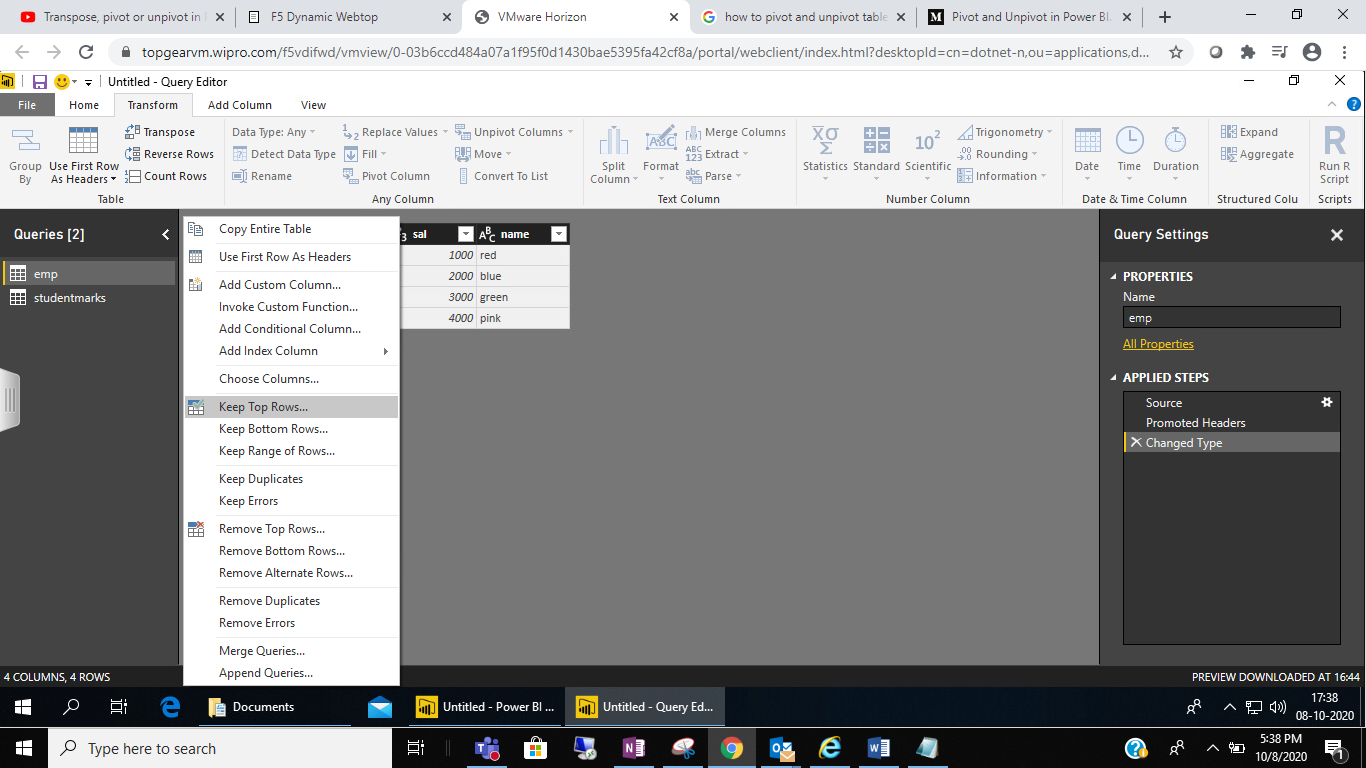 Transpose, pivot or unpivot in
F5 Dynamic Webtop
VMware Horizon
how to pivot and unpivot table
Pivot and Unpivot in Power BI.
topgearvm.wipro.com/f5vdifwd/vmview/0-03b6ccd484a07a1f95f0d1430bae5395fa42cf8a/portal/webclient/index.html?desktopId=cn=dotnet-n,ou=applications,d...
Untitled - Query Editor
File
Home
Transform
Add Column
View
Group By
Use First Row As Headers
Transpose
Reverse Rows
Count Rows
Table
Data Type: Any
Detect Data Type
Rename
Replace Values
Fill
Pivot Column
Unpivot Columns
Move
Convert To List
Any Column
Split Column
Format
Merge Columns
Extract
Parse
Text Column
Statistics
Standard
Scientific
Trigonometry
Rounding
Information
Number Column
Date
Time
Duration
Date & Time Column
Expand
Aggregate
Structured Colu
Run R Script
Scripts
Queries [2]
emp
studentmarks
Copy Entire Table
Use First Row As Headers
Add Custom Column...
Invoke Custom Function...
Add Conditional Column...
Add Index Column
Choose Columns...
Keep Top Rows...
Keep Bottom Rows...
Keep Range of Rows...
Keep Duplicates
Keep Errors
Remove Top Rows...
Remove Bottom Rows...
Remove Alternate Rows...
Remove Duplicates
Remove Errors
Merge Queries...
Append Queries...
sal ABC name
1000 red
2000 blue
3000 green
4000 pink
Query Settings
PROPERTIES
Name
emp
All Properties
APPLIED STEPS
Source
Promoted Headers
Changed Type
4 COLUMNS, 4 ROWS
PREVIEW DOWNLOADED AT 16:44
Documents
Untitled - Power BI ...
Untitled - Query Ed...
17:38
08-10-2020
Type here to search
5:38 PM
10/8/2020
1